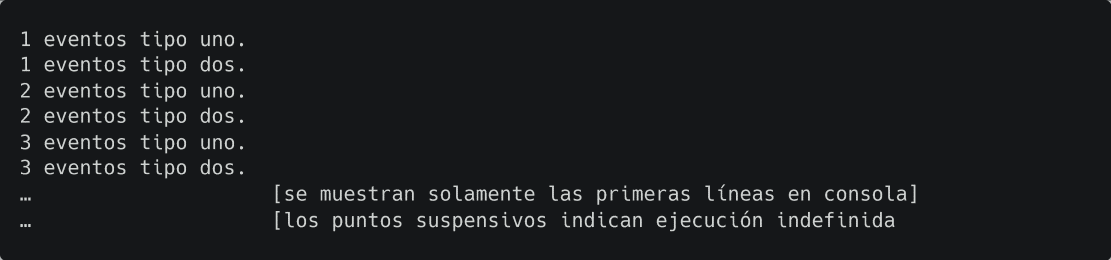 1 eventos tipo uno.
1 eventos tipo dos.
2 eventos tipo uno.
2 eventos tipo dos.
3 eventos tipo uno.
3 eventos tipo dos.
… [se muestran solamente las primeras líneas en consola]
… [los puntos suspensivos indican ejecución indefinida